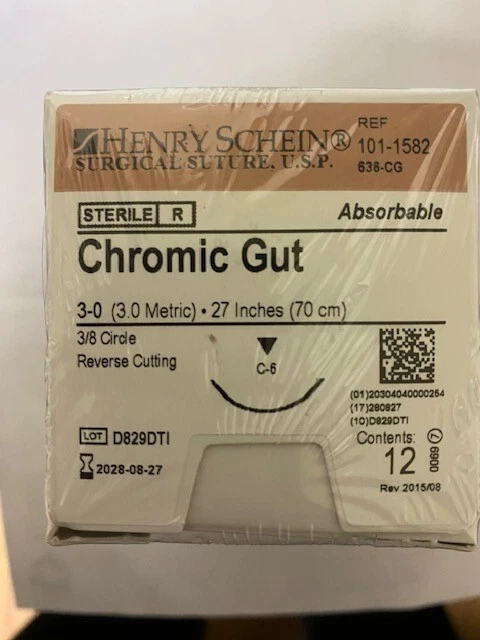 HENRY SCHEIN®
SURGICAL SUTURE, U.S.P.
REF
101-1582
636-CG
STERILE R
Absorbable
Chromic Gut
3-0 (3.0 Metric) • 27 Inches (70 cm)
3/8 Circle
Reverse Cutting
C-6
(01)20304040000254
(17)280827
(10)D829DTI
LOT D829DTI
2028-08-27
Contents:
12
0069 7
Rev 2015/08